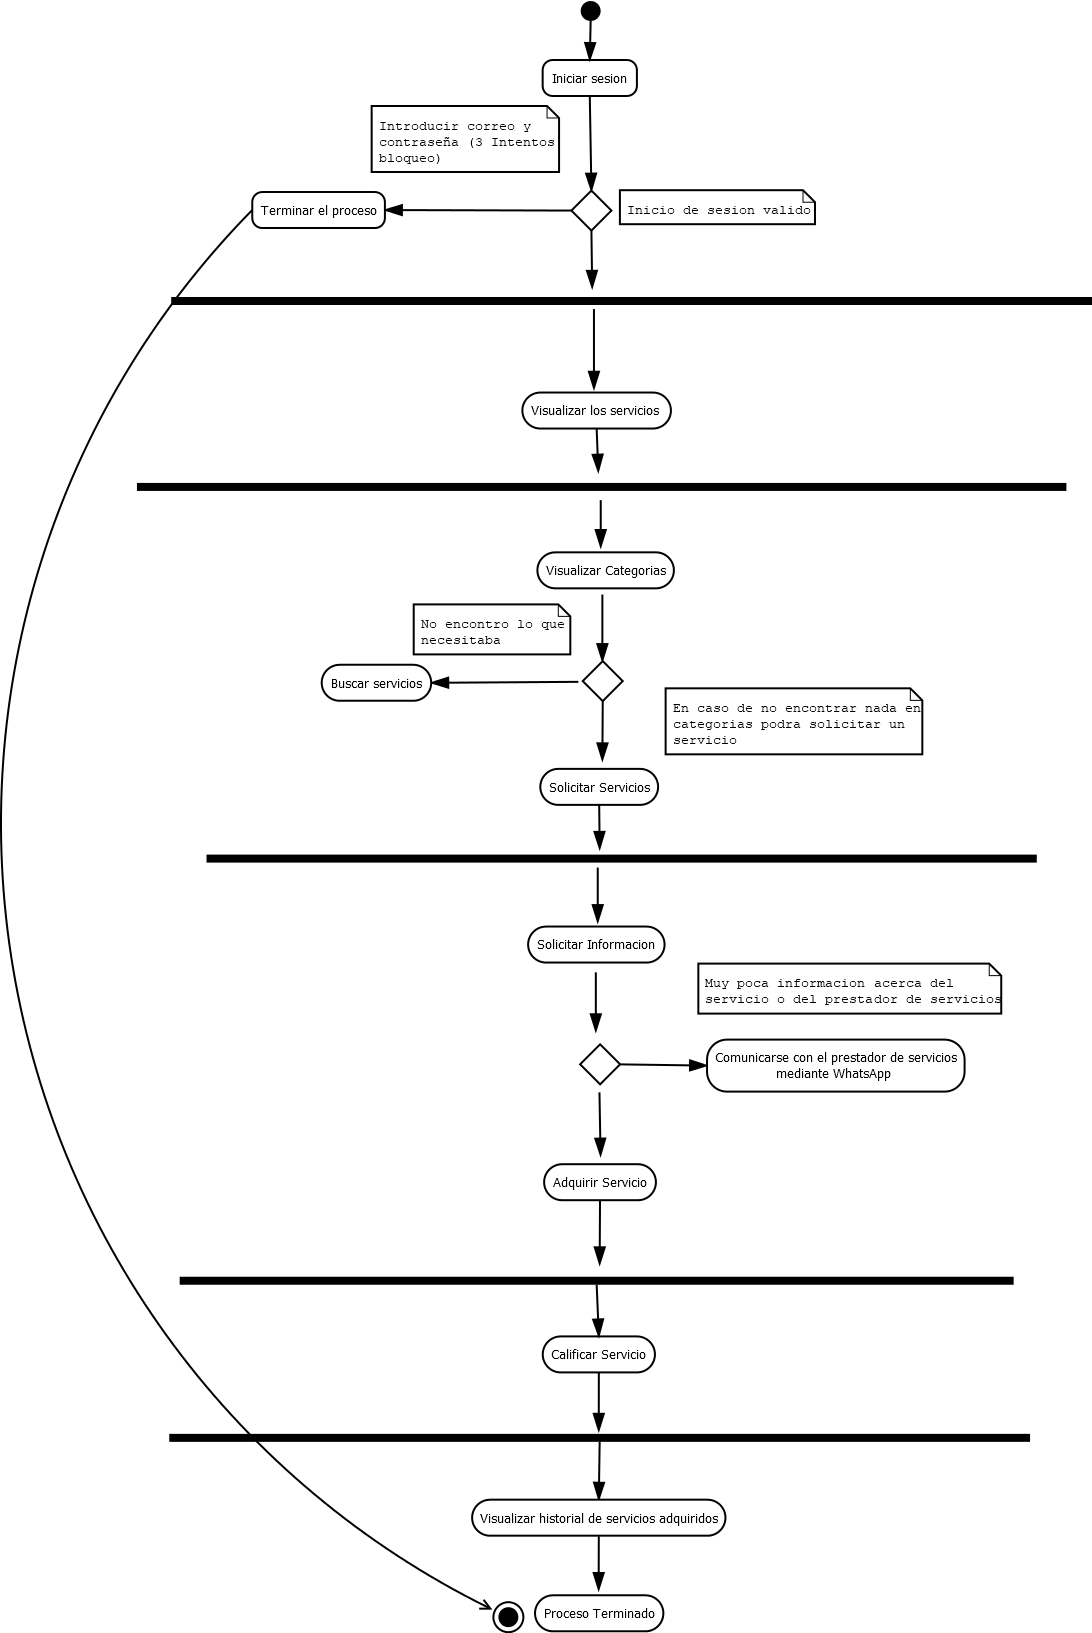 Iniciar sesion
Introducir correo y
contraseña (3 Intentos
bloqueo)
Terminar el proceso
Inicio de sesion valido
Visualizar los servicios
Visualizar Categorias
No encontro lo que
necesitaba
Buscar servicios
En caso de no encontrar nada en
categorias podra solicitar un
servicio
Solicitar Servicios
Solicitar Informacion
Muy poca informacion acerca del
servicio o del prestador de servicios
Comunicarse con el prestador de servicios
mediante WhatsApp
Adquirir Servicio
Calificar Servicio
Visualizar historial de servicios adquiridos
Proceso Terminado